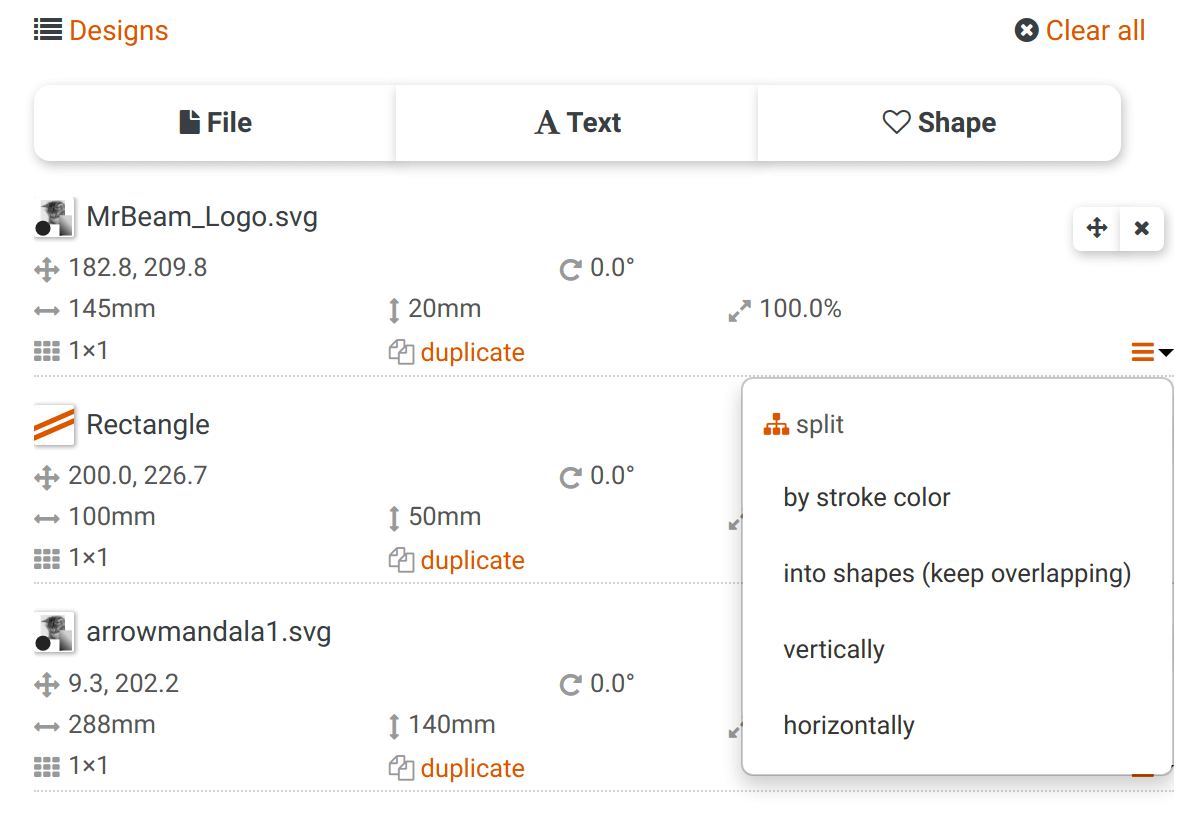 Designs Clear all
File Text Shape
MrBeam_Logo.svg
182.8, 209.8 0.0°
145mm 20mm 100.0%
1×1 duplicate
split
Rectangle
200.0, 226.7 0.0°
by stroke color
100mm 50mm
1×1 duplicate
into shapes (keep overlapping)
arrowmandala1.svg
vertically
9.3, 202.2 0.0°
288mm 140mm
horizontally
1×1 duplicate